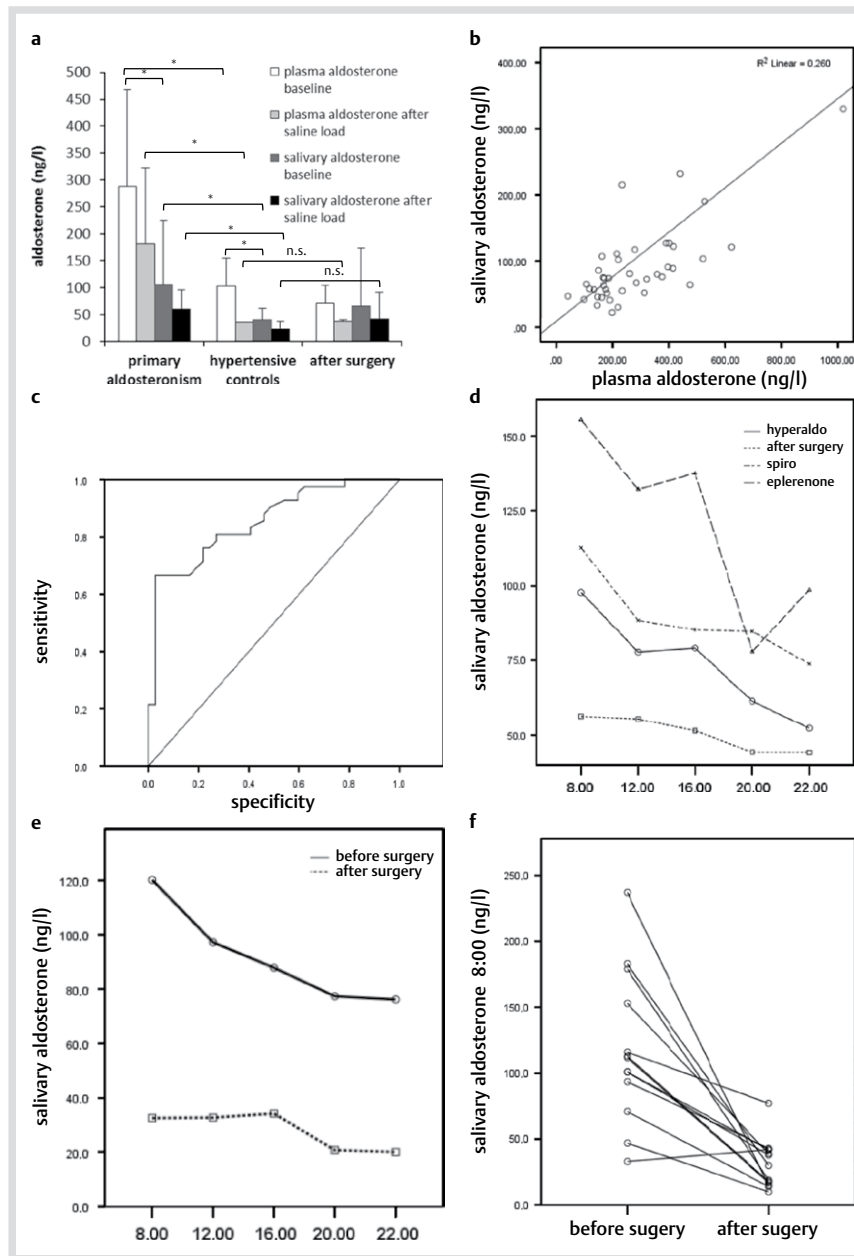 a
aldosterone (ng/l)
500
450
400
350
300
250
200
150
100
50
0
*
*
*
*
*
*
n.s.
n.s.
plasma aldosterone
baseline
plasma aldosterone after
saline load
salivary aldosterone
baseline
salivary aldosterone after
saline load
primary
aldosteronism
hypertensive
controls
after surgery
b
salivary aldosterone (ng/l)
400.00
300.00
200.00
100.00
.00
R² Linear = 0.260
.00 200.00 400.00 600.00 800.00 1000.00
plasma aldosterone (ng/l)
c
sensitivity
1.0
0.8
0.6
0.4
0.2
0.0
0.0 0.2 0.4 0.6 0.8 1.0
specificity
d
salivary aldosterone (ng/l)
150.0
125.0
100.0
75.0
50.0
hyperaldo
after surgery
spiro
eplerenone
8.00 12.00 16.00 20.00 22.00
e
salivary aldosterone (ng/l)
120.0
100.0
80.0
60.0
40.0
20.0
0.0
before surgery
after surgery
8.00 12.00 16.00 20.00 22.00
f
salivary aldosterone 8:00 (ng/l)
250.0
200.0
150.0
100.0
50.0
0.0
before sugery after sugery